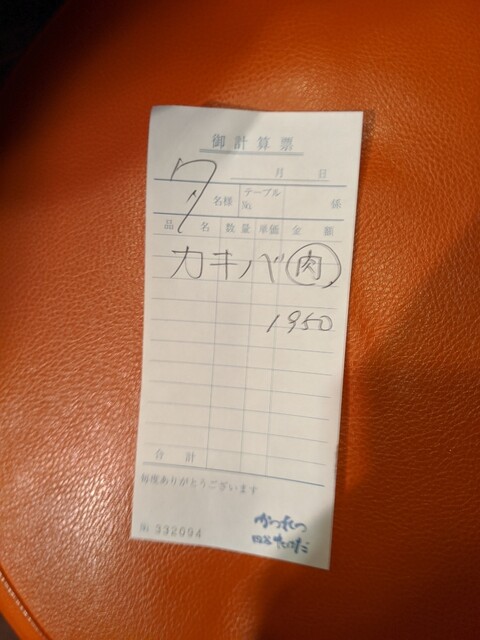 御計算票
月 日
7 名様 テーブル No. 係
品 名 数量 単価 金 額
カキバ 肉
1950
合 計
毎度ありがとうございます
No 332094
かつれつ
四谷たけだ